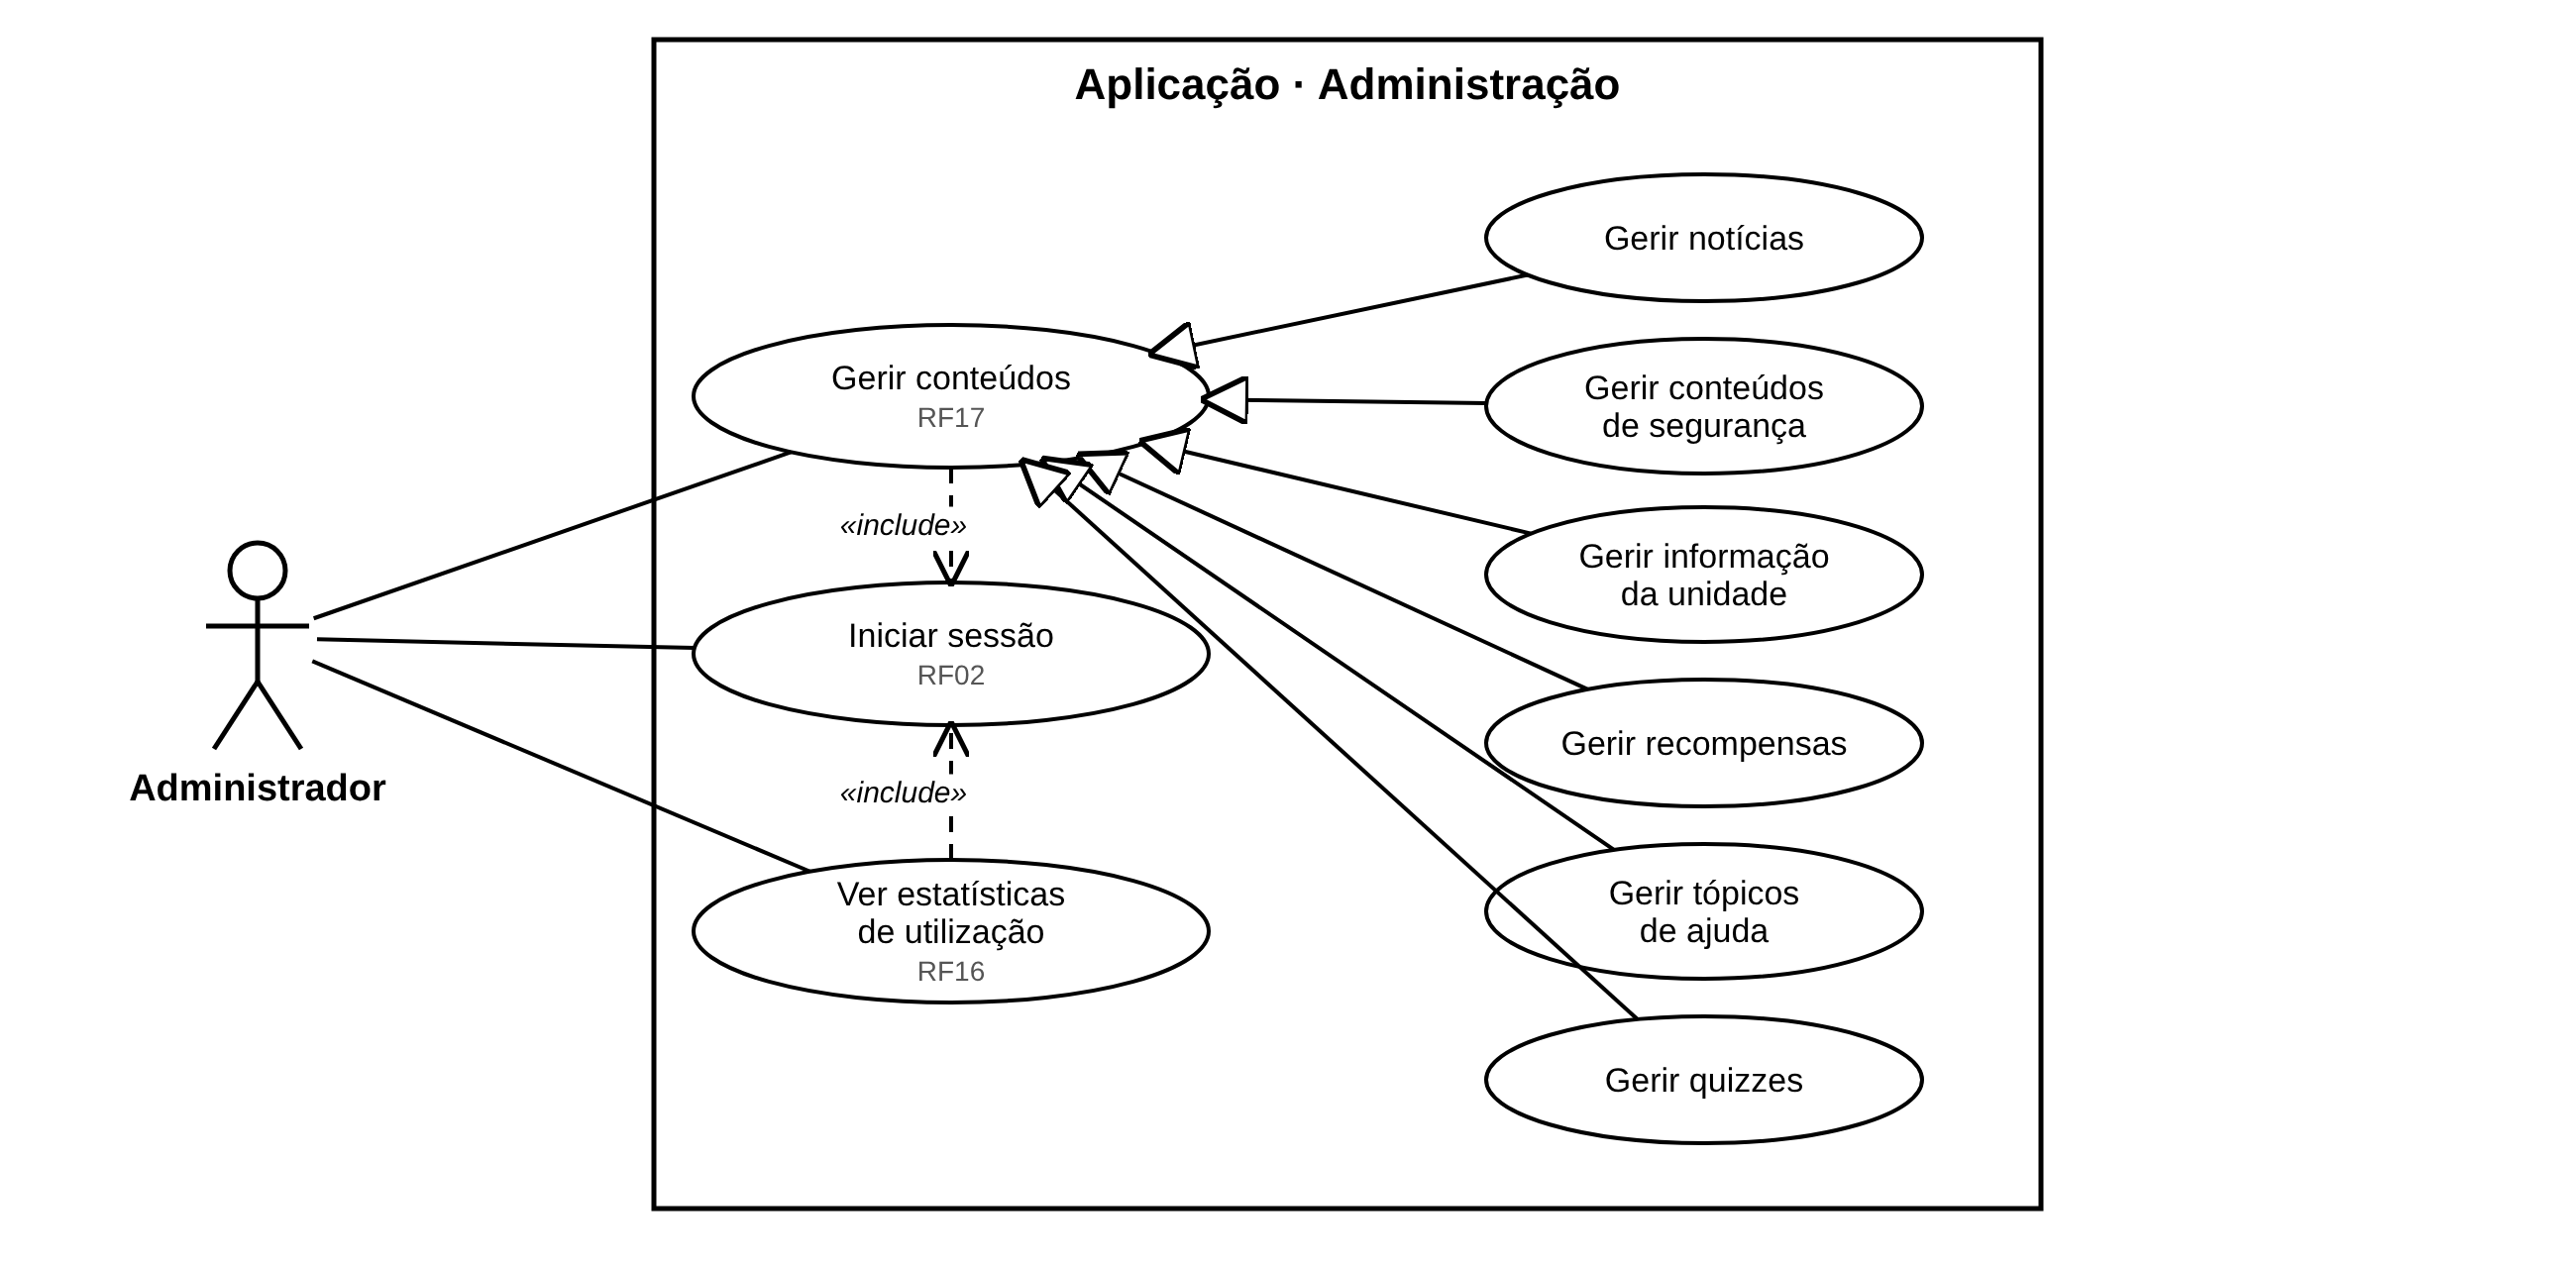 Aplicação · Administração
Gerir notícias
Gerir conteúdos
RF17
Gerir conteúdos
de segurança
«include»
Gerir informação
da unidade
Iniciar sessão
RF02
Administrador
Gerir recompensas
«include»
Ver estatísticas
de utilização
RF16
Gerir tópicos
de ajuda
Gerir quizzes